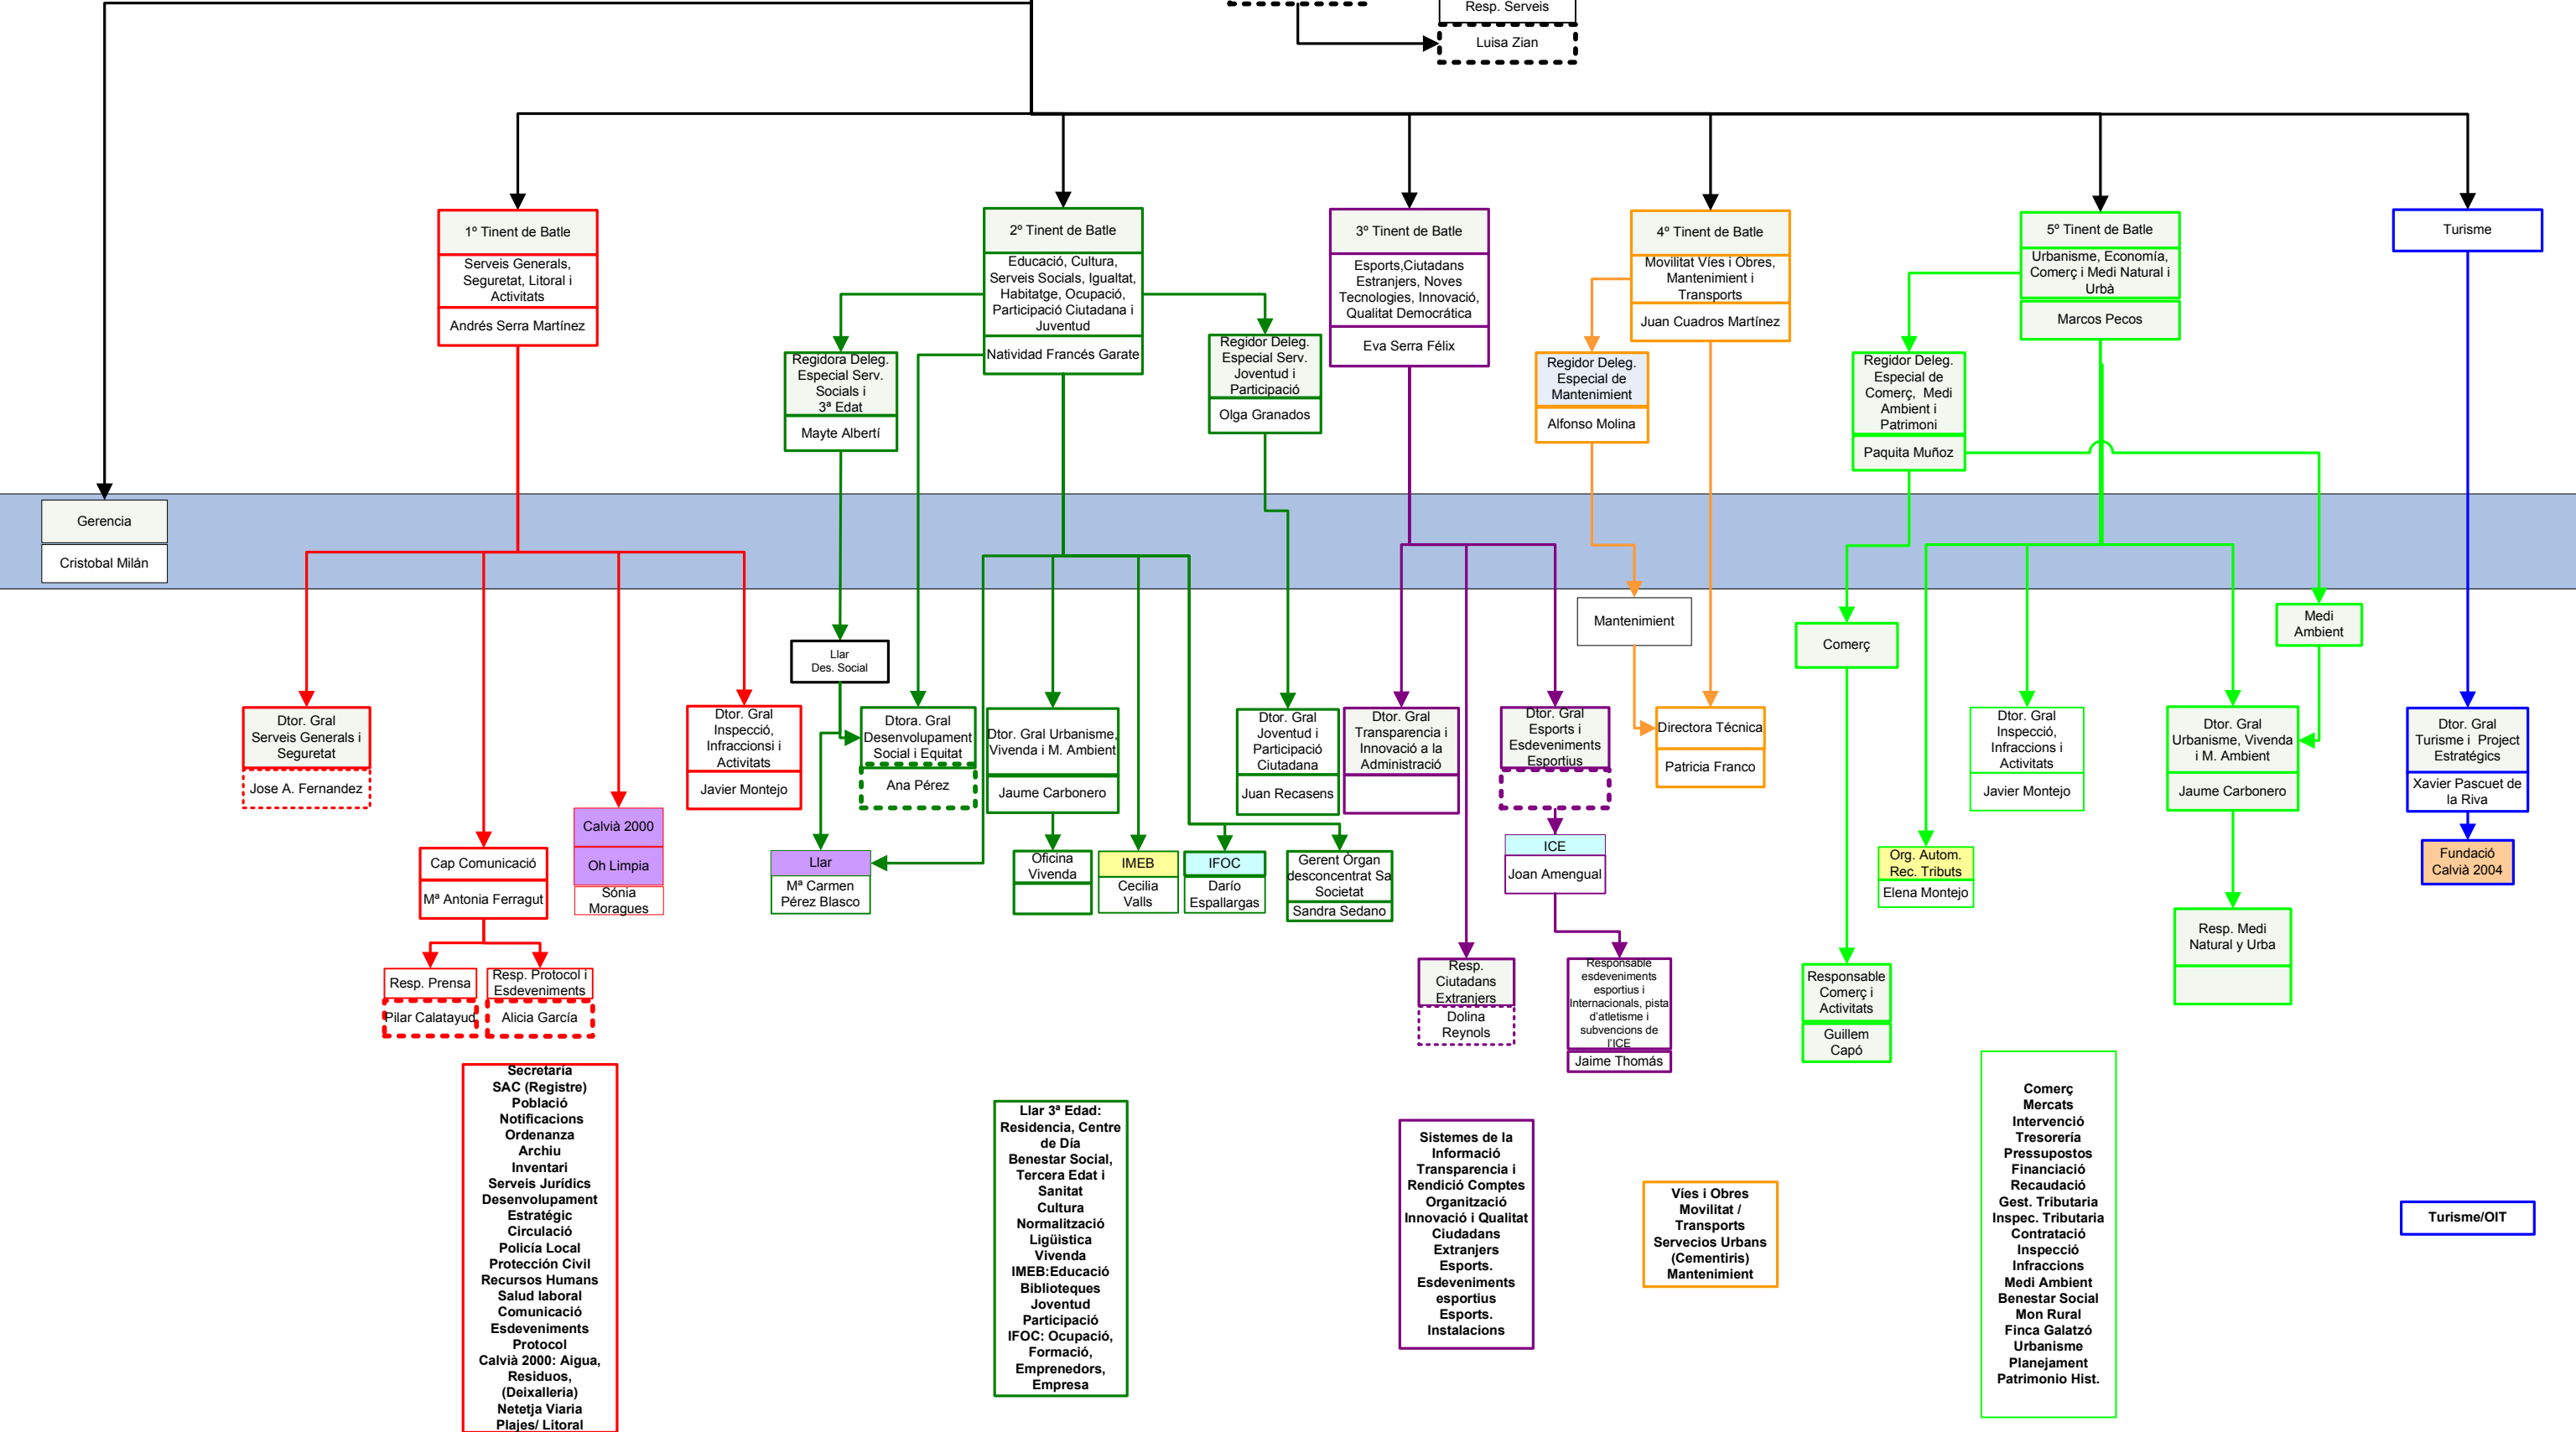 Resp. Serveis
Luisa Zian
1º Tinent de Batle
Serveis Generals,
Seguretat, Litoral i
Activitats
Andrés Serra Martínez
2º Tinent de Batle
Educació, Cultura,
Serveis Socials, Igualtat,
Habitatge, Ocupació,
Participació Ciutadana i
Juventud
Natividad Francés Garate
3º Tinent de Batle
Esports,Ciutadans
Estranjers, Noves
Tecnologies, Innovació,
Qualitat Democrática
Eva Serra Félix
4º Tinent de Batle
Movilitat Víes i Obres,
Mantenimient i
Transports
Juan Cuadros Martínez
5º Tinent de Batle
Urbanisme, Economía,
Comerç i Medi Natural i
Urbà
Marcos Pecos
Turisme
Regidora Deleg.
Especial Serv.
Socials i
3ª Edat
Mayte Albertí
Regidor Deleg.
Especial Serv.
Joventud i
Participació
Olga Granados
Regidor Deleg.
Especial de
Mantenimient
Alfonso Molina
Regidor Deleg.
Especial de
Comerç, Medi
Ambient i
Patrimoni
Paquita Muñoz
Gerencia
Cristobal Milán
Llar
Des. Social
Mantenimient
Comerç
Medi
Ambient
Dtor. Gral
Serveis Generals i
Seguretat
Jose A. Fernandez
Dtor. Gral
Inspecció,
Infraccionsi i
Activitats
Javier Montejo
Dtora. Gral
Desenvolupament
Social i Equitat
Ana Pérez
Dtor. Gral Urbanisme,
Vivenda i M. Ambient
Jaume Carbonero
Dtor. Gral
Joventud i
Participació
Ciutadana
Juan Recasens
Dtor. Gral
Transparencia i
Innovació a la
Administració
Dtor. Gral
Esports i
Esdeveniments
Esportius
Directora Técnica
Patricia Franco
Dtor. Gral
Inspecció,
Infraccions i
Activitats
Javier Montejo
Dtor. Gral
Urbanisme, Vivenda
i M. Ambient
Jaume Carbonero
Dtor. Gral
Turisme i Project
Estratégics
Xavier Pascuet de
la Riva
Cap Comunicació
Mª Antonia Ferragut
Calvià 2000
Oh Limpia
Sónia
Moragues
Llar
Mª Carmen
Pérez Blasco
Oficina
Vivenda
IMEB
Cecilia
Valls
IFOC
Darío
Espallargas
Gerent Òrgan
desconcentrat Sa
Societat
Sandra Sedano
ICE
Joan Amengual
Org. Autom.
Rec. Tributs
Elena Montejo
Fundació
Calvià 2004
Resp. Medi
Natural y Urba
Resp. Prensa
Pilar Calatayud
Resp. Protocol i
Esdeveniments
Alicia García
Resp.
Ciutadans
Extranjers
Dolina
Reynols
Responsable
esdeveniments
esportius i
Internacionals, pista
d'atletisme i
subvencions de
l'ICE
Jaime Thomás
Responsable
Comerç i
Activitats
Guillem
Capó
Secretaría
SAC (Registre)
Població
Notificacions
Ordenanza
Archiu
Inventari
Serveis Jurídics
Desenvolupament
Estratégic
Circulació
Policía Local
Protección Civil
Recursos Humans
Salud laboral
Comunicació
Esdeveniments
Protocol
Calvià 2000: Aigua,
Residuos,
(Deixalleria)
Netetja Viaria
Plajes/ Litoral
Llar 3ª Edad:
Residencia, Centre
de Día
Benestar Social,
Tercera Edat i
Sanitat
Cultura
Normalització
Ligüistica
Vivenda
IMEB:Educació
Biblioteques
Joventud
Participació
IFOC: Ocupació,
Formació,
Emprenedors,
Empresa
Sistemes de la
Informació
Transparencia i
Rendició Comptes
Organització
Innovació i Qualitat
Ciudadans
Extranjers
Esports.
Esdeveniments
esportius
Esports.
Instalacions
Víes i Obres
Movilitat /
Transports
Servecios Urbans
(Cementiris)
Mantenimient
Comerç
Mercats
Intervenció
Tresorería
Pressupostos
Financiació
Recaudació
Gest. Tributaria
Inspec. Tributaria
Contratació
Inspecció
Infraccions
Medi Ambient
Benestar Social
Mon Rural
Finca Galatzó
Urbanisme
Planejament
Patrimonio Hist.
Turisme/OIT